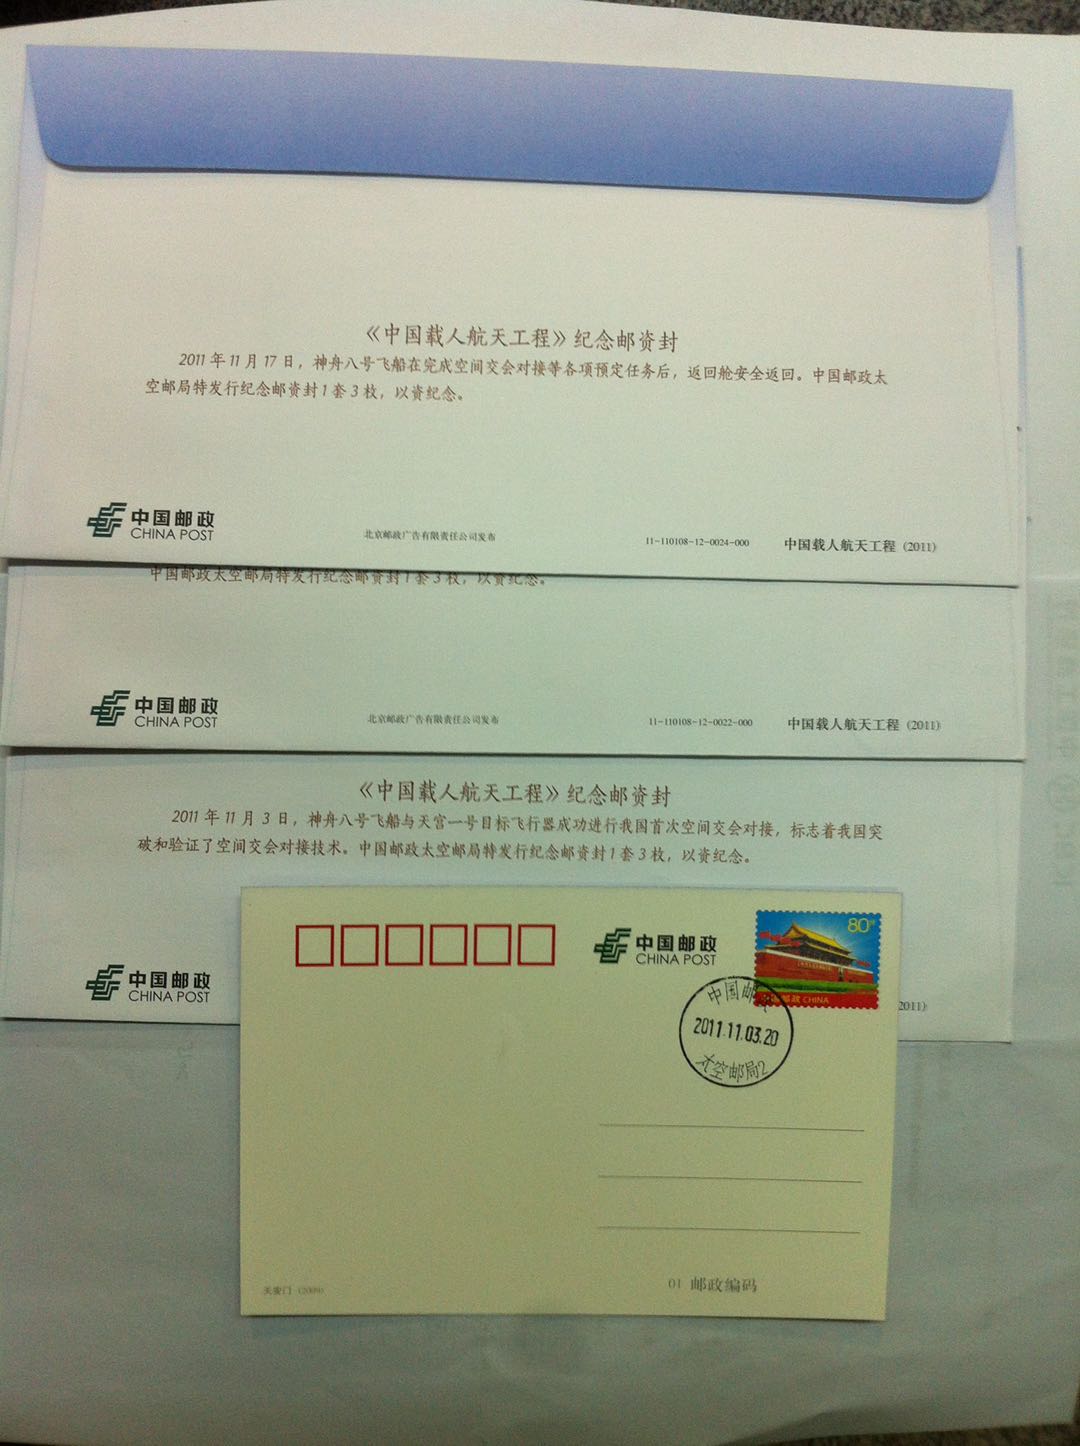 《中国载人航天工程》纪念邮资封
2011年11月17日，神舟八号飞船在完成空间交会对接等各项预定任务后，返回舱安全返回。中国邮政太
空邮局特发行纪念邮资封1套3枚，以资纪念。
中国邮政
CHINA POST
北京邮政广告有限责任公司发布
11-110108-12-0024-000
中国载人航天工程（2011）
中国邮政太空邮局特发行纪念邮资封1套3枚，以资纪念。
中国邮政
CHINA POST
北京邮政广告有限责任公司发布
11-110108-12-0022-000
中国载人航天工程（2011）
《中国载人航天工程》纪念邮资封
2011年11月3日，神舟八号飞船与天宫一号目标飞行器成功进行我国首次空间交会对接，标志着我国突
破和验证了空间交会对接技术。中国邮政太空邮局特发行纪念邮资封1套3枚，以资纪念。
中国邮政
CHINA POST
2011）
中国邮政
CHINA POST
80分
中国邮政 CHINA
中国邮
2011.11.03.20
太空邮局2
天安门（2009）
01 邮政编码